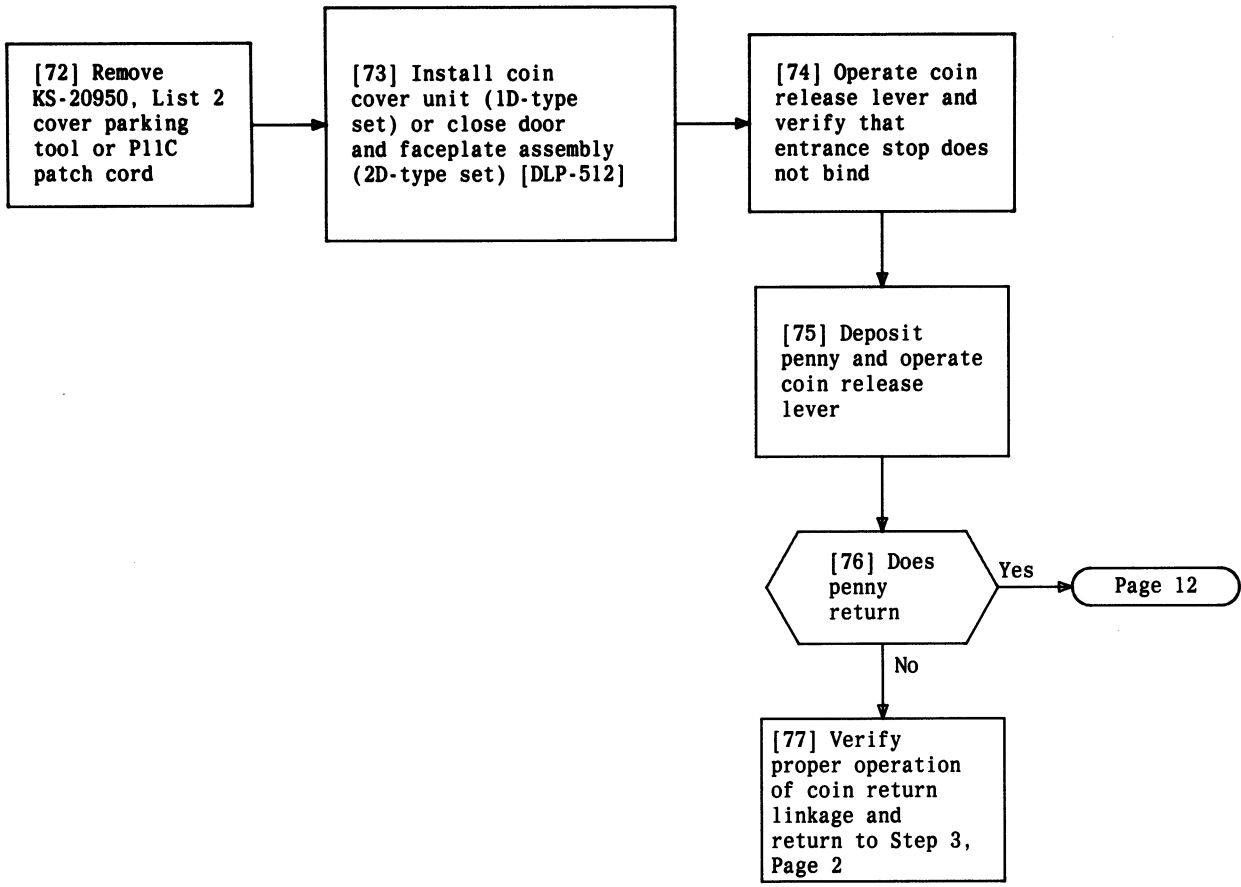 [72] Remove
KS-20950, List 2
cover parking
tool or P11C
patch cord
[73] Install coin
cover unit (1D-type
set) or close door
and faceplate assembly
(2D-type set) [DLP-512]
[74] Operate coin
release lever and
verify that
entrance stop does
not bind
[75] Deposit
penny and operate
coin release
lever
[76] Does
penny
return
Yes
Page 12
No
[77] Verify
proper operation
of coin return
linkage and
return to Step 3,
Page 2